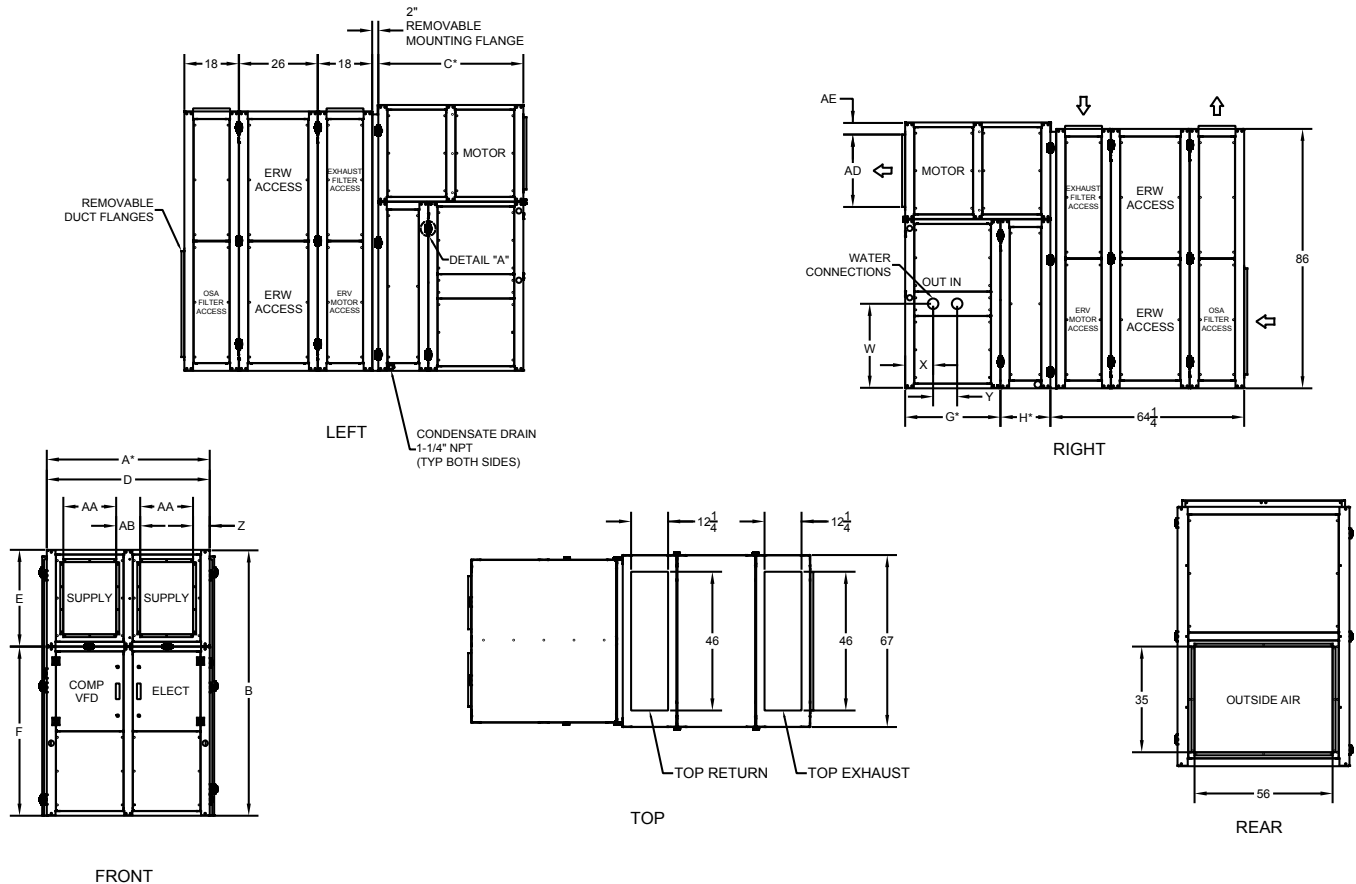 2"
REMOVABLE
MOUNTING FLANGE
18
26
18
C*
ERW
ACCESS
EXHAUST
FILTER
ACCESS
MOTOR
REMOVABLE
DUCT FLANGES
DETAIL "A"
OSA
FILTER
ACCESS
ERW
ACCESS
ERV
MOTOR
ACCESS
LEFT
CONDENSATE DRAIN
1-1/4" NPT
(TYP BOTH SIDES)
AE
AD
MOTOR
EXHAUST
FILTER
ACCESS
ERW
ACCESS
86
WATER
CONNECTIONS
OUT IN
W
X
Y
ERV
MOTOR
ACCESS
ERW
ACCESS
OSA
FILTER
ACCESS
G*
H*
64 1/4
RIGHT
A*
D
AA
AA
AB
Z
E
SUPPLY
SUPPLY
COMP
VFD
ELECT
B
F
FRONT
12 1/4
12 1/4
46
46
67
TOP RETURN
TOP EXHAUST
TOP
35
OUTSIDE AIR
56
REAR